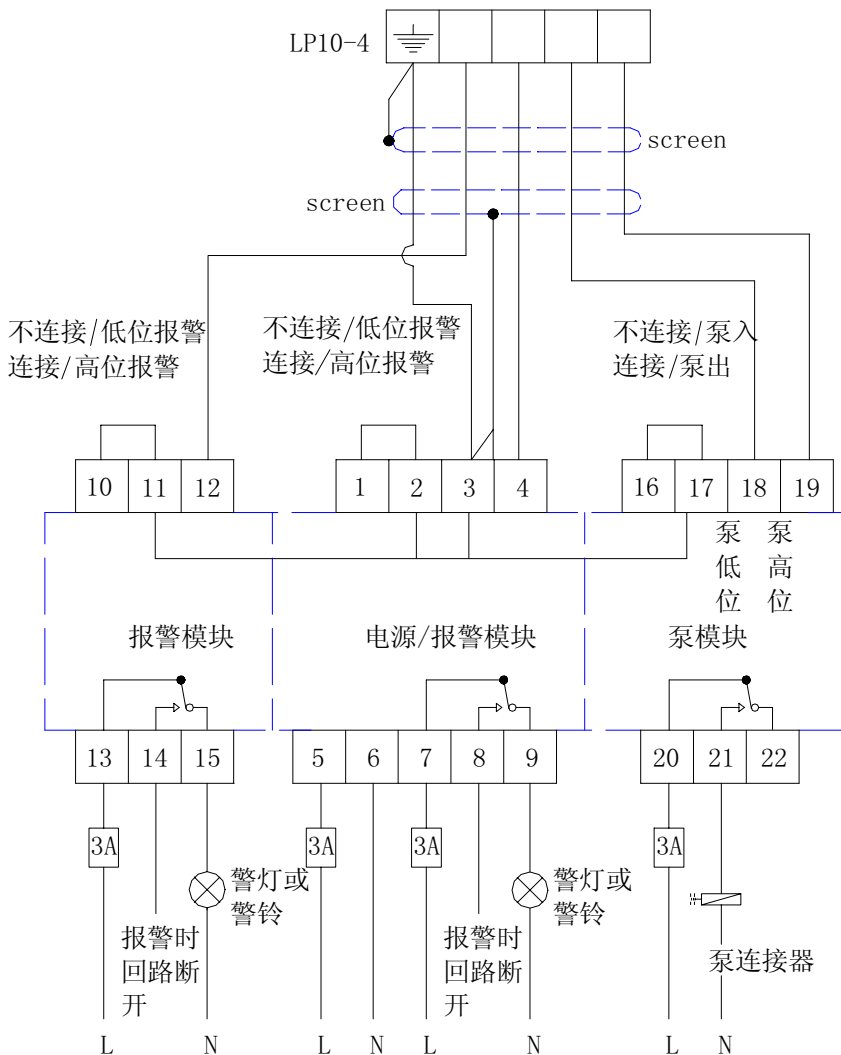 LP10-4
screen
screen
不连接/低位报警
连接/高位报警
不连接/低位报警
连接/高位报警
不连接/泵入
连接/泵出
10 11 12
1 2 3 4
16 17 18 19
泵低位
泵高位
报警模块
电源/报警模块
泵模块
13 14 15
5 6 7 8 9
20 21 22
3A
3A
3A
3A
警灯或
警铃
警灯或
警铃
报警时
回路断
开
报警时
回路断
开
泵连接器
L N L N L N L N